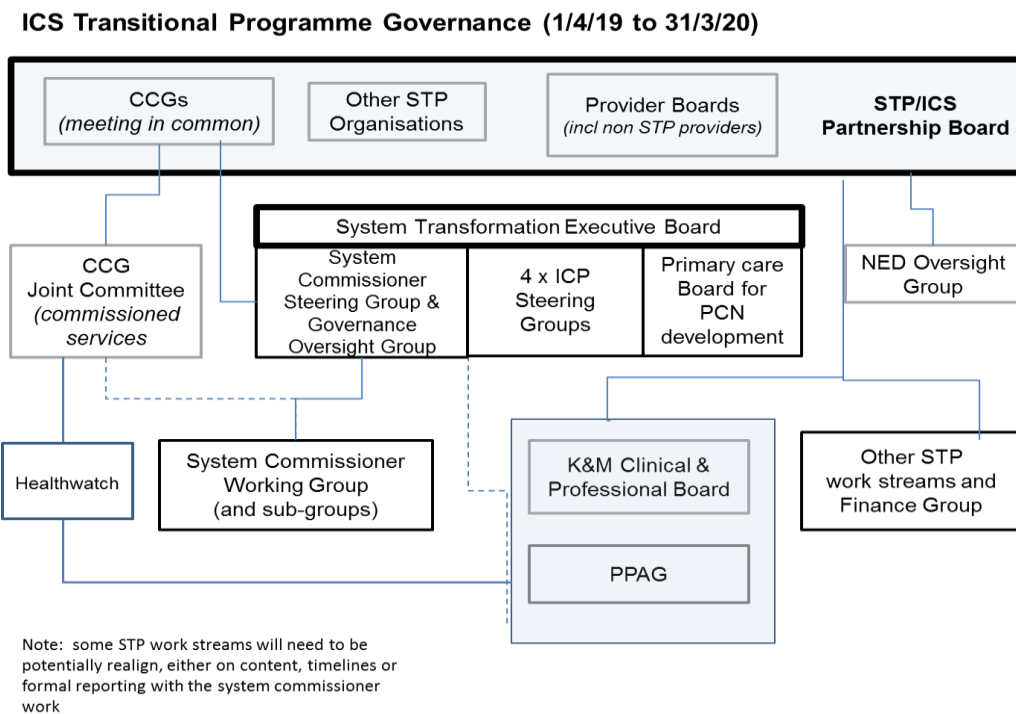 ICS Transitional Programme Governance (1/4/19 to 31/3/20)
CCGs
(meeting in common)
Other STP
Organisations
Provider Boards
(incl non STP providers)
STP/ICS
Partnership Board
System Transformation Executive Board
CCG
Joint Committee
(commissioned
services
System
Commissioner
Steering Group &
Governance
Oversight Group
4 x ICP
Steering
Groups
Primary care
Board for
PCN
development
NED Oversight
Group
Healthwatch
System Commissioner
Working Group
(and sub-groups)
K&M Clinical &
Professional Board
PPAG
Other STP
work streams and
Finance Group
Note:  some STP work streams will need to be
potentially realign, either on content, timelines or
formal reporting with the system commissioner
work